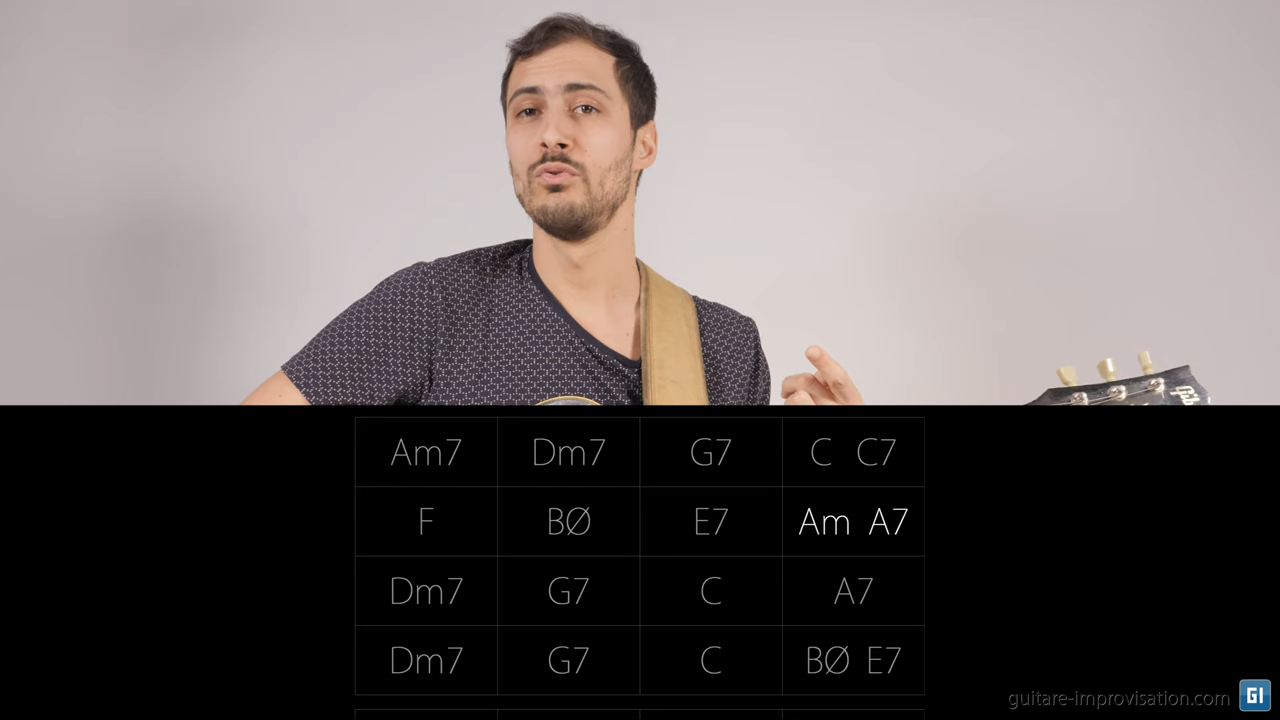 Am7 Dm7 G7 C C7
F BØ E7 Am A7
Dm7 G7 C A7
Dm7 G7 C BØ E7
guitare-improvisation.com GI